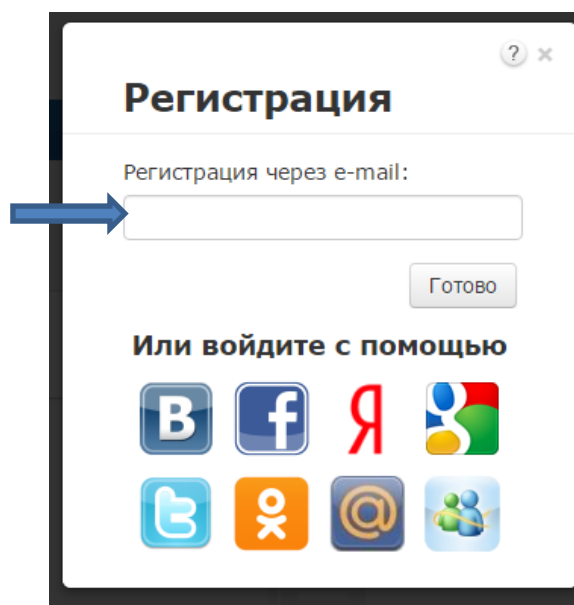 ?
Регистрация
Регистрация через e-mail:
Готово
Или войдите с помощью